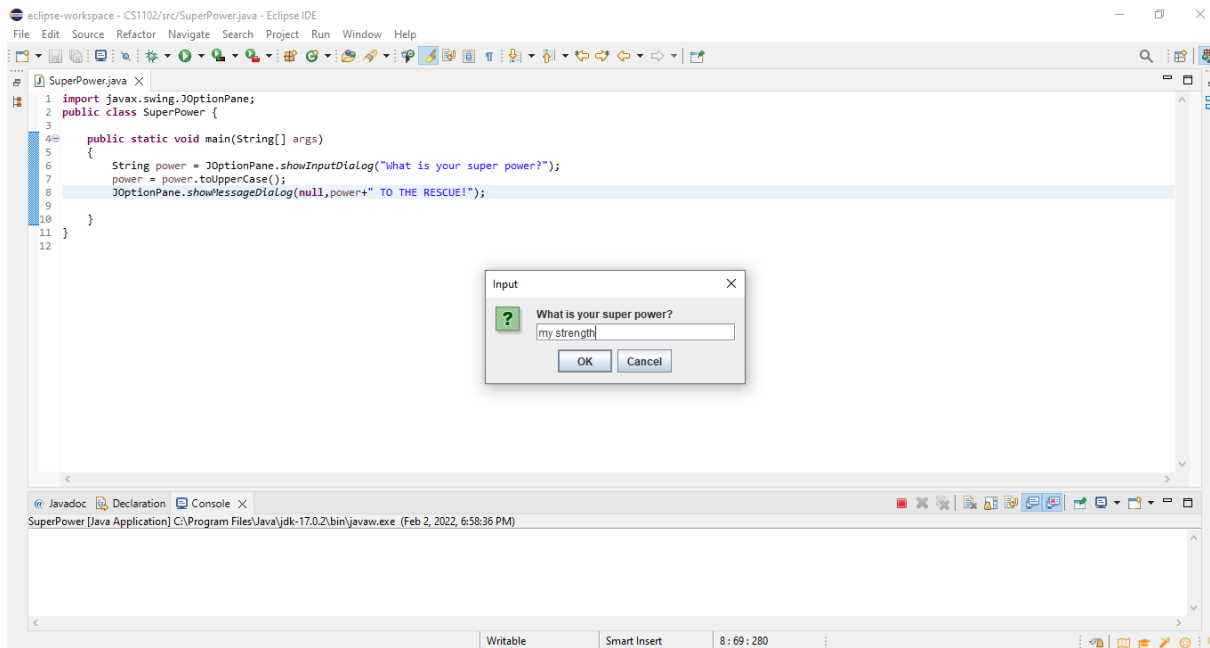 eclipse-workspace - CS1102/src/SuperPower.java - Eclipse IDE
File Edit Source Refactor Navigate Search Project Run Window Help
SuperPower.java
1 import javax.swing.JOptionPane;
2 public class SuperPower {
3
4 public static void main(String[] args)
5 {
6 String power = JOptionPane.showInputDialog("What is your super power?");
7 power = power.toUpperCase();
8 JOptionPane.showMessageDialog(null,power+" TO THE RESCUE!");
9
10 }
11 }
12
Input
What is your super power?
my strength
OK Cancel
Javadoc Declaration Console
SuperPower [Java Application] C:\Program Files\Java\jdk-17.0.2\bin\javaw.exe (Feb 2, 2022, 6:58:36 PM)
Writable Smart Insert 8 : 69 : 280